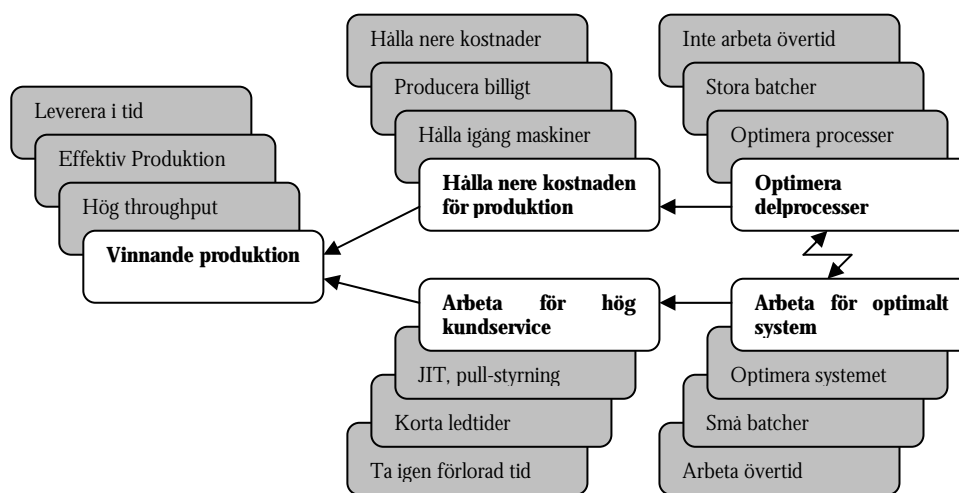 Leverera i tid
Effektiv Produktion
Hög throughput
Vinnande produktion
Hålla nere kostnader
Producera billigt
Hålla igång maskiner
Hålla nere kostnaden
för produktion
Inte arbeta övertid
Stora batcher
Optimera processer
Optimera
delprocesser
Arbeta för hög
kundservice
JIT, pull-styrning
Korta ledtider
Ta igen förlorad tid
Arbeta för optimalt
system
Optimera systemet
Små batcher
Arbeta övertid